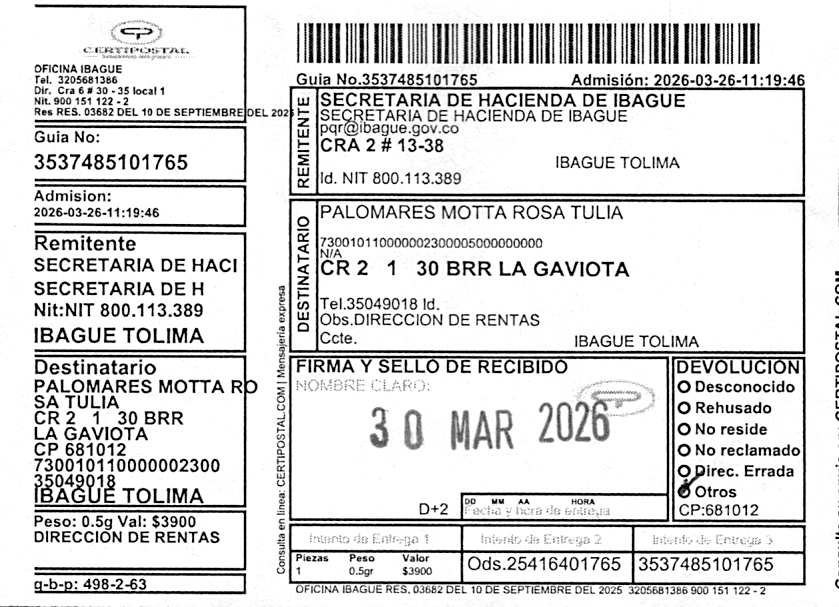 CERTIPOSTAL
OFICINA IBAGUE
Tel. 3205681386
Dir. Cra 6 # 30 - 35 local 1
Nit. 900 151 122 - 2
Res RES. 03682 DEL 10 DE SEPTIEMBRE DEL 2025
Guia No:
3537485101765
Admision:
2026-03-26-11:19:46
Remitente
SECRETARIA DE HACI
SECRETARIA DE H
Nit:NIT 800.113.389
IBAGUE TOLIMA
Destinatario
PALOMARES MOTTA RO
SA TULIA
CR 2 1 30 BRR
LA GAVIOTA
CP 681012
730010110000002300
35049018
IBAGUE TOLIMA
Peso: 0.5g Val: $3900
DIRECCION DE RENTAS
g-b-p: 498-2-63
Consulta en linea: CERTIPOSTAL.COM | Mensajería expresa
Guia No.3537485101765 Admisión: 2026-03-26-11:19:46
REMITENTE
SECRETARIA DE HACIENDA DE IBAGUE
SECRETARIA DE HACIENDA DE IBAGUE
pqr@ibague.gov.co
CRA 2 # 13-38
IBAGUE TOLIMA
Id. NIT 800.113.389
DESTINATARIO
PALOMARES MOTTA ROSA TULIA
730010110000002300005000000000
N/A
CR 2 1 30 BRR LA GAVIOTA
Tel.35049018 Id.
Obs.DIRECCION DE RENTAS
Ccte. IBAGUE TOLIMA
FIRMA Y SELLO DE RECIBIDO
NOMBRE CLARO:
30 MAR 2026
D+2
DD MM AA HORA
Fecha y hora de entrega
DEVOLUCION
Desconocido
Rehusado
No reside
No reclamado
Direc. Errada
Otros
CP:681012
Intento de Entrega 1 Intento de Entrega 2 Intento de Entrega 3
Piezas Peso Valor
1 0.5gr $3900
Ods.25416401765 3537485101765
OFICINA IBAGUE RES. 03682 DEL 10 DE SEPTIEMBRE DEL 2025 3205681386 900 151 122 - 2